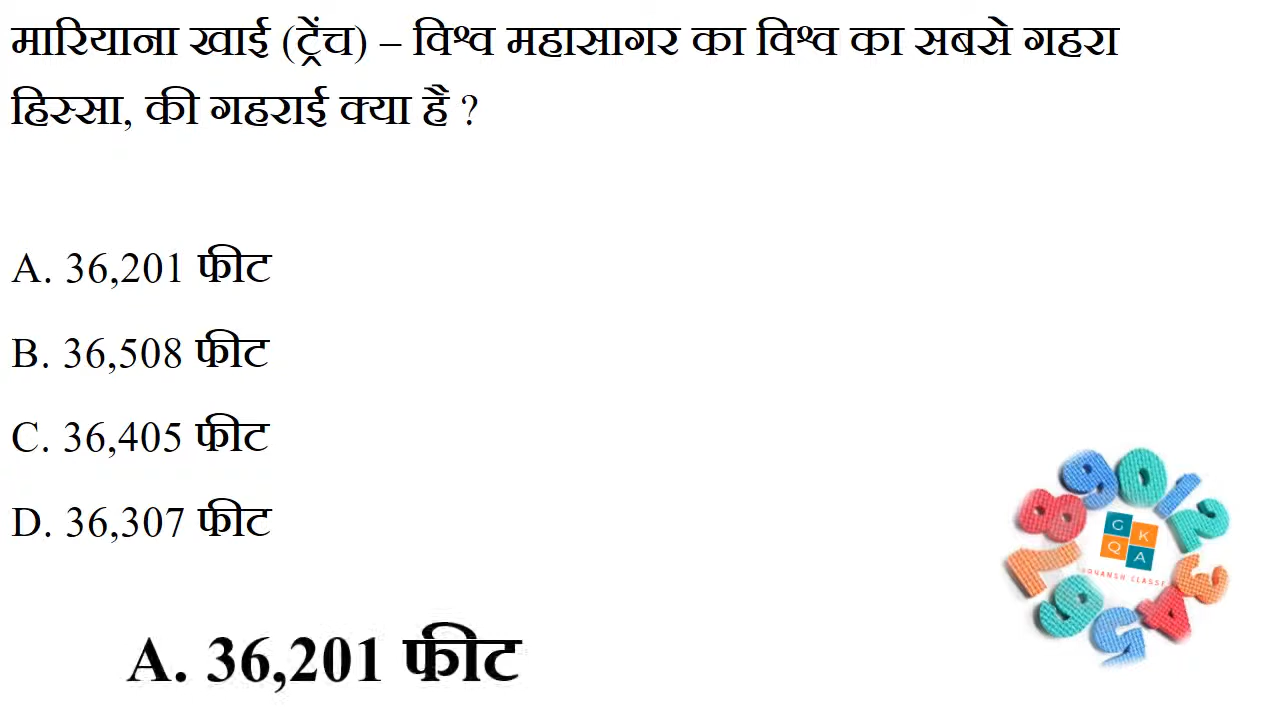 मारियाना खाई (ट्रेंच) – विश्व महासागर का विश्व का सबसे गहरा
हिस्सा, की गहराई क्या है ?
A. 36,201 फीट
B. 36,508 फीट
C. 36,405 फीट
D. 36,307 फीट
G K
Q A
A. 36,201 फीट